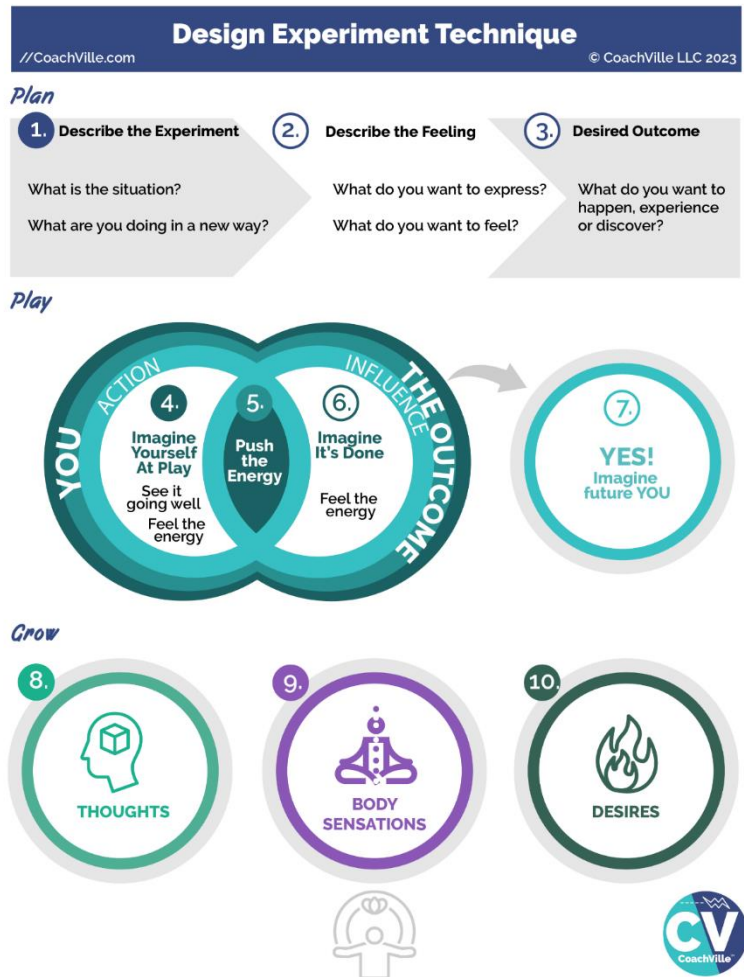 Design Experiment Technique
//CoachVille.com
© CoachVille LLC 2023
Plan
1. Describe the Experiment
What is the situation?
What are you doing in a new way?
2. Describe the Feeling
What do you want to express?
What do you want to feel?
3. Desired Outcome
What do you want to
happen, experience
or discover?
Play
YOU
ACTION
4.
Imagine
Yourself
At Play
See it
going well
Feel the
energy
5.
Push
the
Energy
6.
Imagine
It's Done
Feel the
energy
INFLUENCE
THE OUTCOME
7.
YES!
Imagine
future YOU
Grow
8.
THOUGHTS
9.
BODY
SENSATIONS
10.
DESIRES
CV
CoachVille